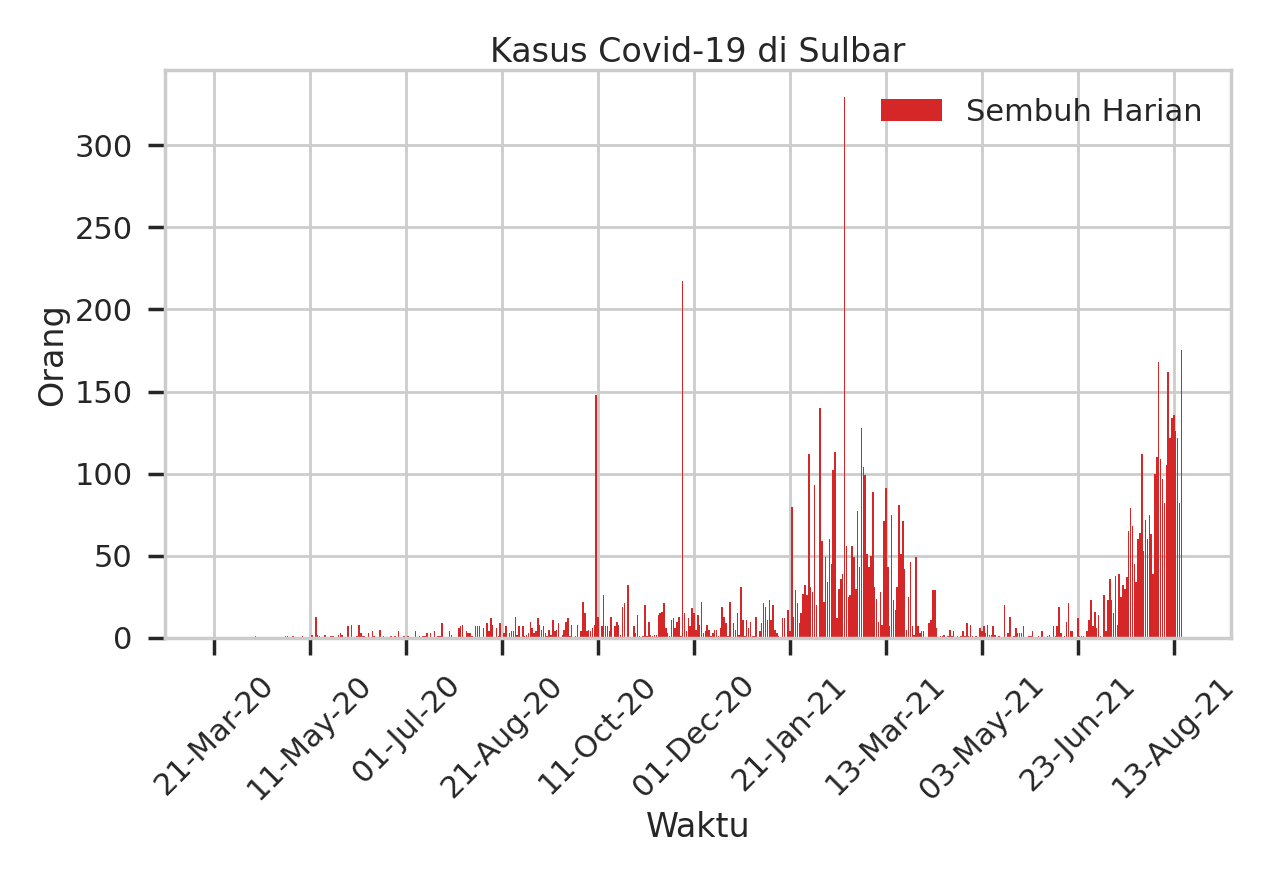 Kasus Covid-19 di Sulbar
Sembuh Harian
Orang
300
250
200
150
100
50
0
21-Mar-20
11-May-20
01-Jul-20
21-Aug-20
11-Oct-20
01-Dec-20
21-Jan-21
13-Mar-21
03-May-21
23-Jun-21
13-Aug-21
Waktu